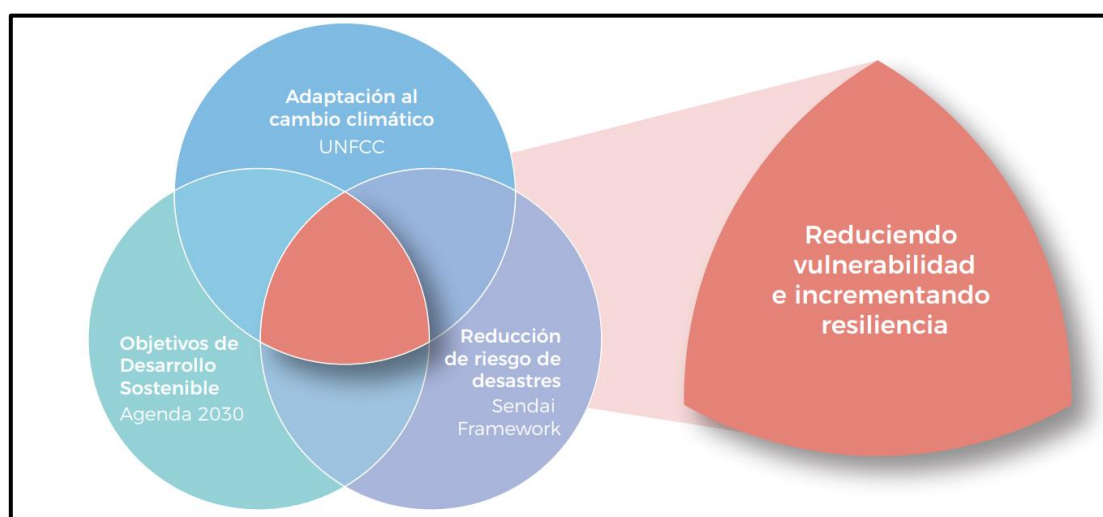 Adaptación al
cambio climático
UNFCC
Objetivos de
Desarrollo
Sostenible
Agenda 2030
Reducción
de riesgo de
desastres
Sendai
Framework
Reduciendo
vulnerabilidad
e incrementando
resiliencia